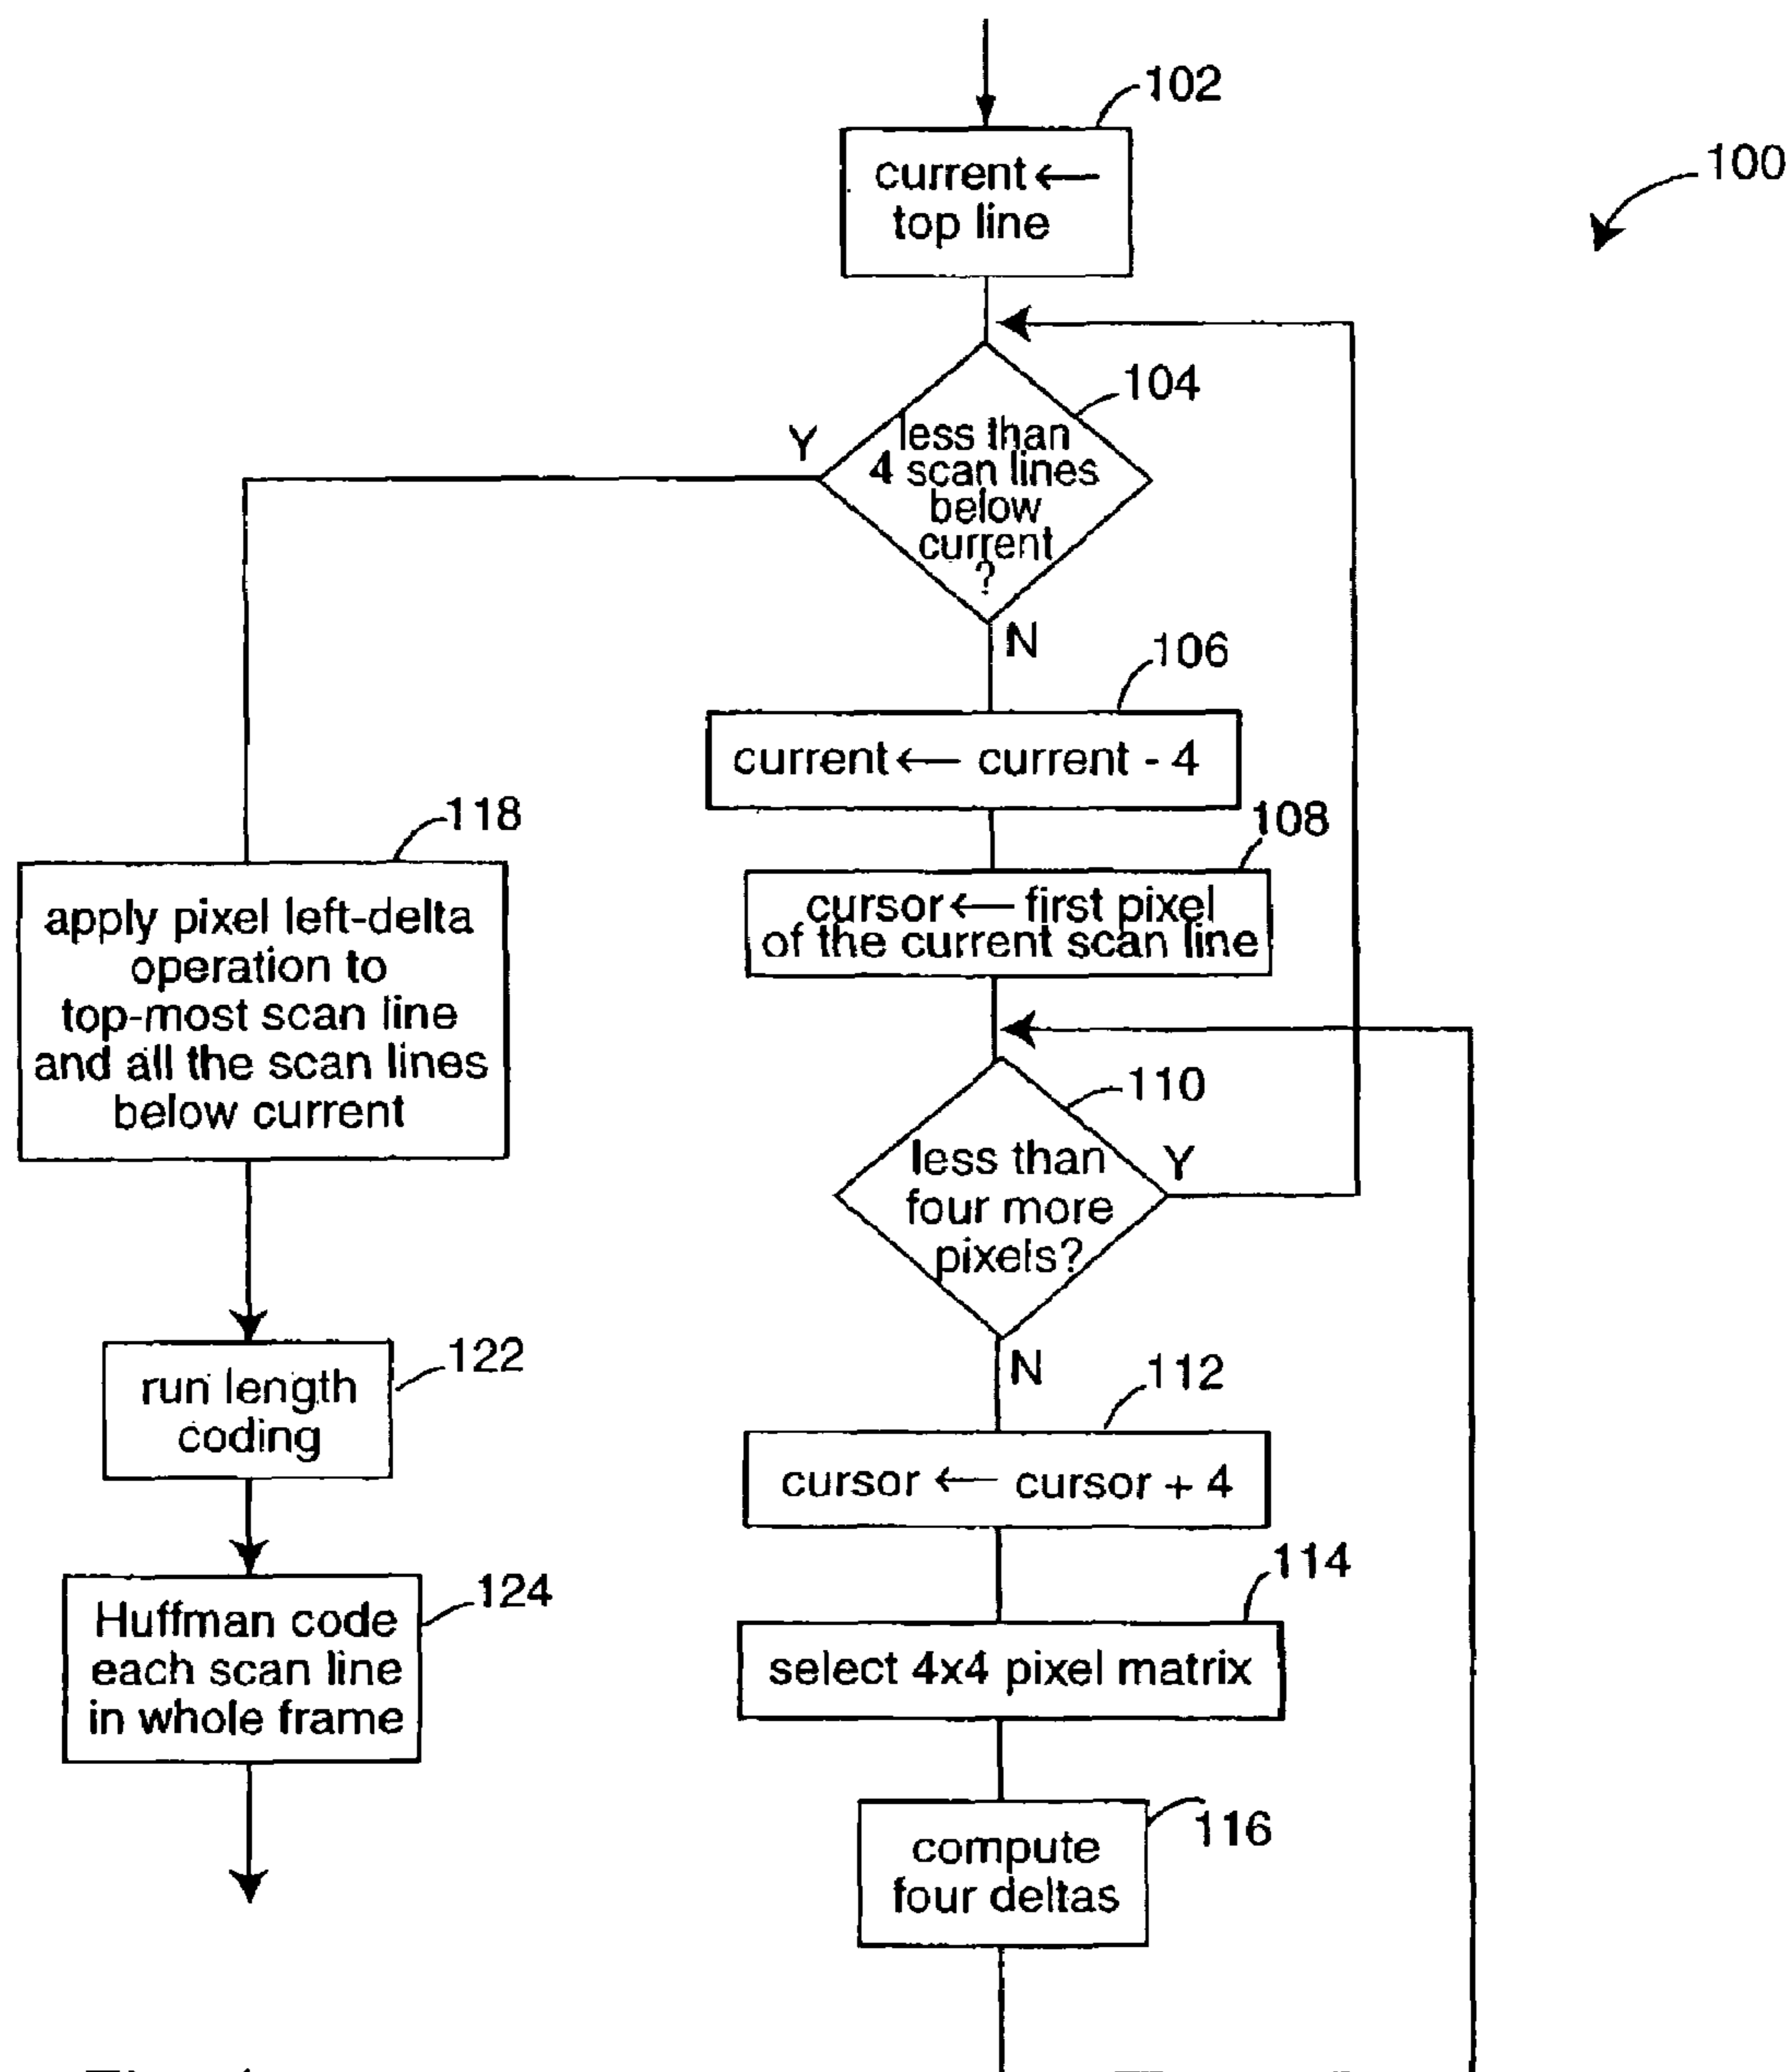 102
100
current ←
top line
104
Y
less than
4 scan lines
below
current
?
N
106
current ← current - 4
108
118
cursor ← first pixel
of the current scan line
apply pixel left-delta
operation to
top-most scan line
and all the scan lines
below current
110
less than
four more
pixels?
Y
122
run length
coding
N
112
cursor ← cursor + 4
124
Huffman code
each scan line
in whole frame
114
select 4x4 pixel matrix
116
compute
four deltas